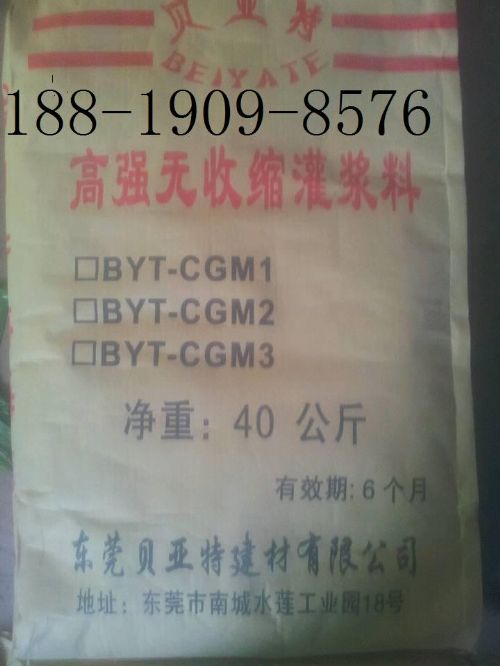 贝亚特
BEIYATE
188-1909-8576
高强无收缩灌浆料
□BYT-CGM1
□BYT-CGM2
□BYT-CGM3
净重：40 公斤
有效期: 6 个月
东莞贝亚特建材有限公司
地址：东莞市南城水莲工业园18号